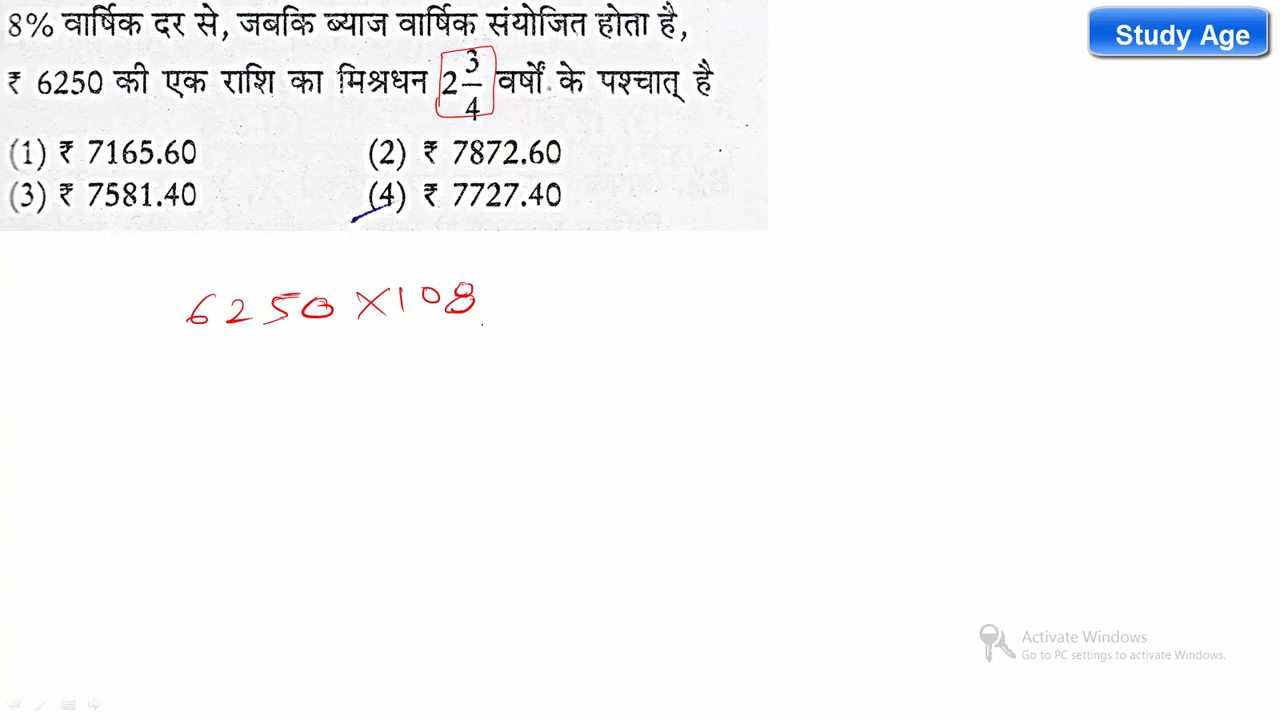 8% वार्षिक दर से, जबकि ब्याज वार्षिक संयोजित होता है,
₹ 6250 की एक राशि का मिश्रधन 2 3/4 वर्षों के पश्चात् है
(1) ₹ 7165.60 (2) ₹ 7872.60
(3) ₹ 7581.40 (4) ₹ 7727.40
6250 × 108
Study Age
Activate Windows
Go to PC settings to activate Windows.